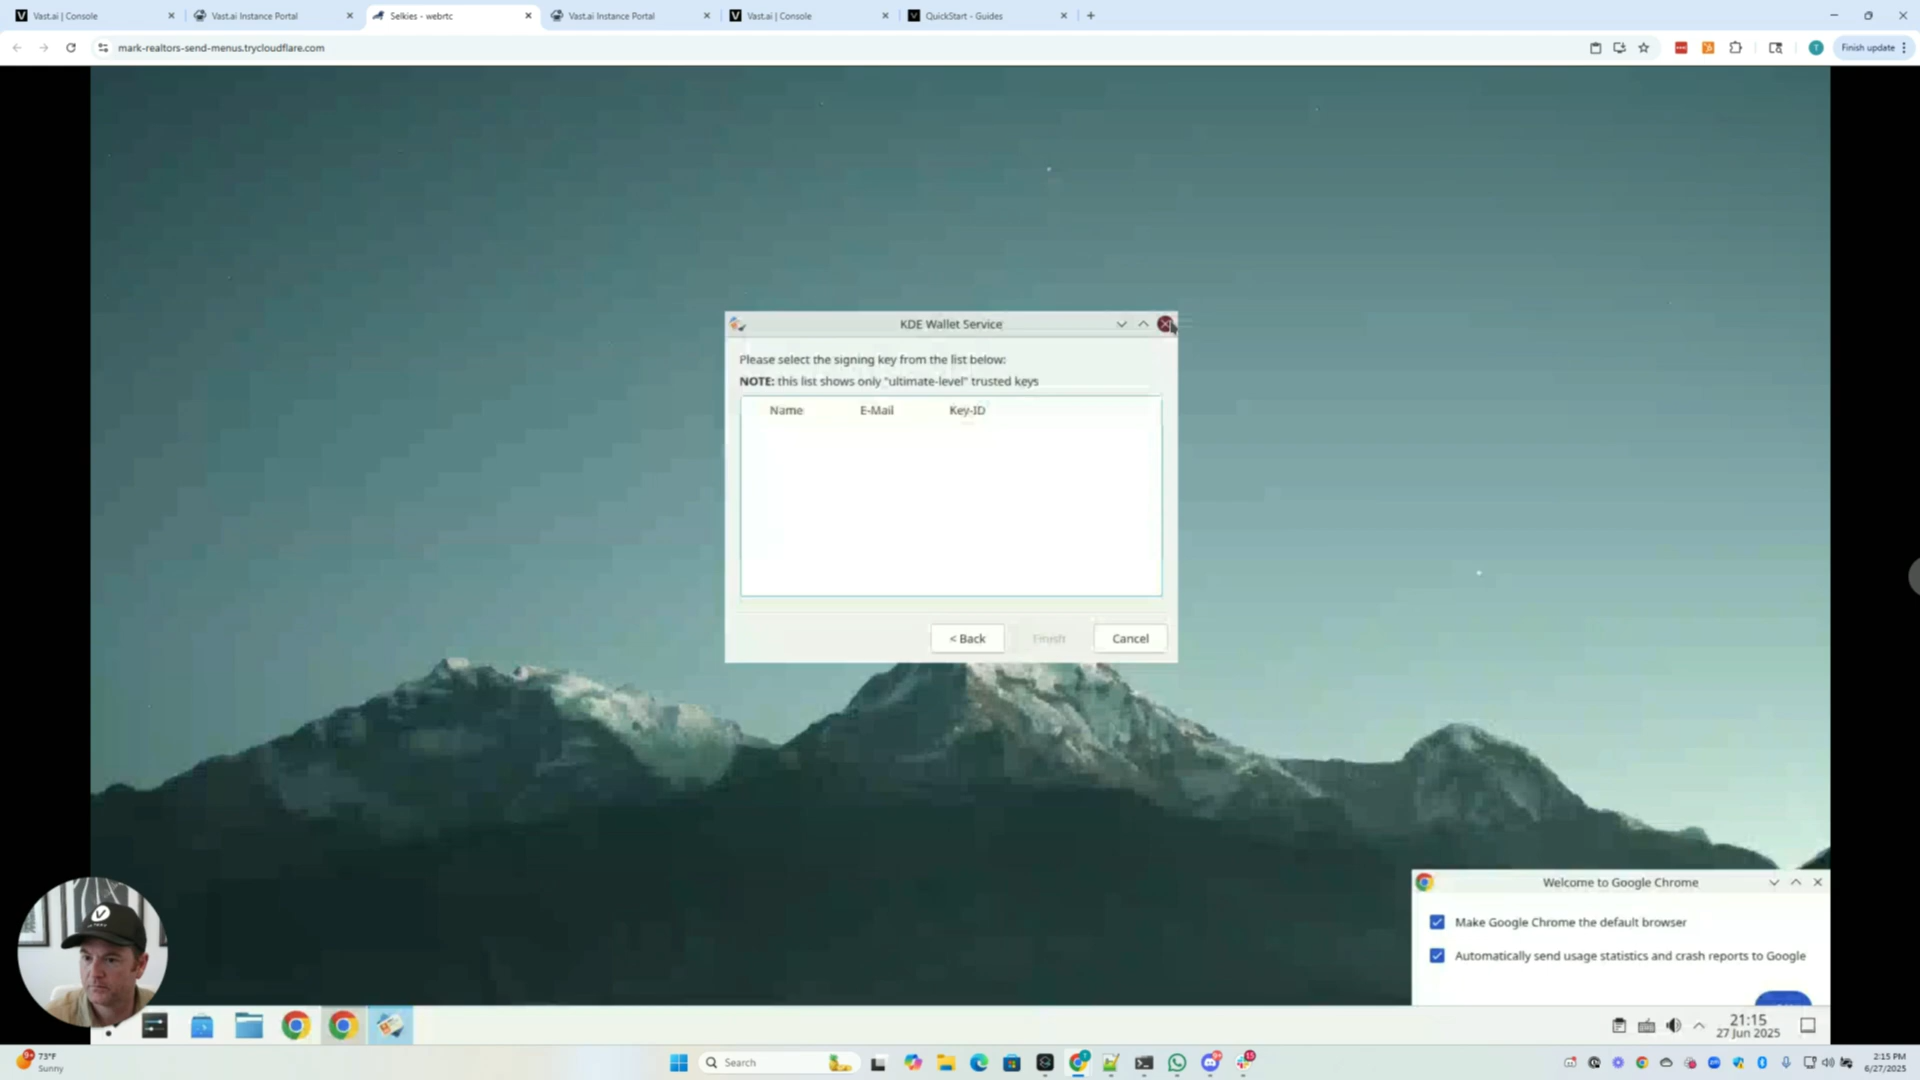 Vast.ai | Console
Vast.ai Instance Portal
Selkies - webrtc
Vast.ai Instance Portal
Vast.ai | Console
QuickStart - Guides
mark-realtors-send-menus.trycloudflare.com
T
Finish update
KDE Wallet Service
Please select the signing key from the list below:
NOTE: this list shows only "ultimate-level" trusted keys
Name E-Mail Key-ID
< Back Finish Cancel
Welcome to Google Chrome
Make Google Chrome the default browser
Automatically send usage statistics and crash reports to Google
21:15
27 Jun 2025
73°F
Sunny
Search
15
2:15 PM
6/27/2025